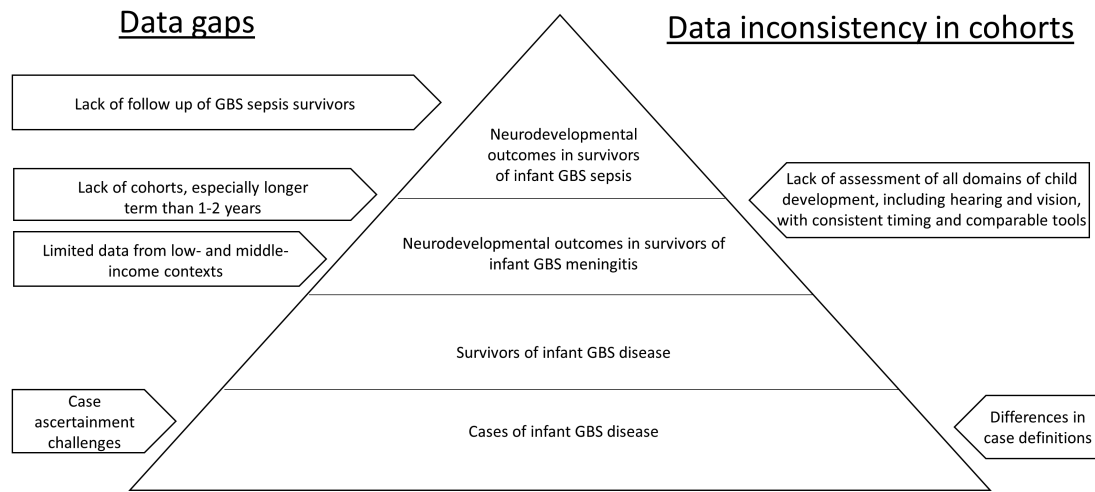 Data gaps
Data inconsistency in cohorts
Lack of follow up of GBS sepsis survivors
Neurodevelopmental
outcomes in survivors
of infant GBS sepsis
Lack of cohorts, especially longer
term than 1-2 years
Lack of assessment of all domains of child
development, including hearing and vision,
with consistent timing and comparable tools
Limited data from low- and middle-
income contexts
Neurodevelopmental outcomes in survivors of
infant GBS meningitis
Survivors of infant GBS disease
Case
ascertainment
challenges
Cases of infant GBS disease
Differences in
case definitions